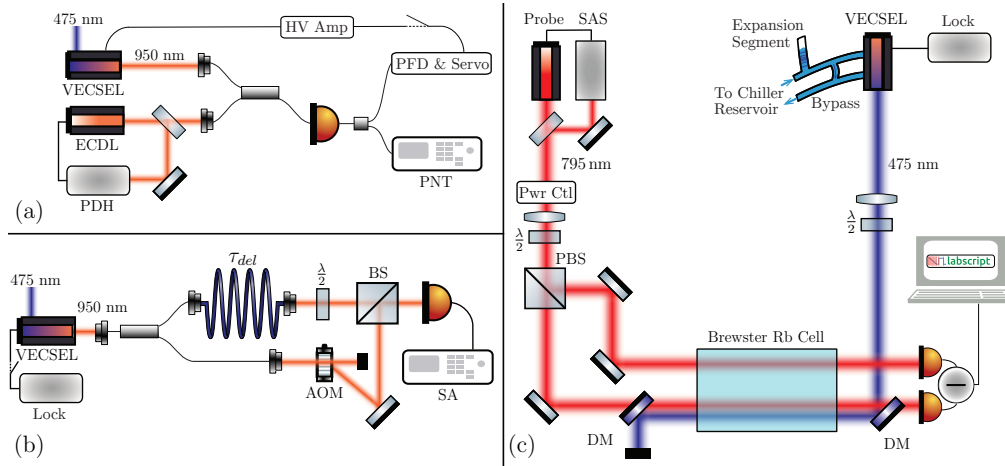 475 nm
HV Amp
950 nm
VECSEL
PFD & Servo
ECDL
PDH
PNT
(a)
475 nm
950 nm
VECSEL
Lock
τ_del
λ/2
BS
AOM
SA
(b)
Probe
SAS
795 nm
Pwr Ctl
λ/2
PBS
Expansion
Segment
VECSEL
Lock
To Chiller
Reservoir
Bypass
475 nm
λ/2
labscript
Brewster Rb Cell
DM
DM
(c)